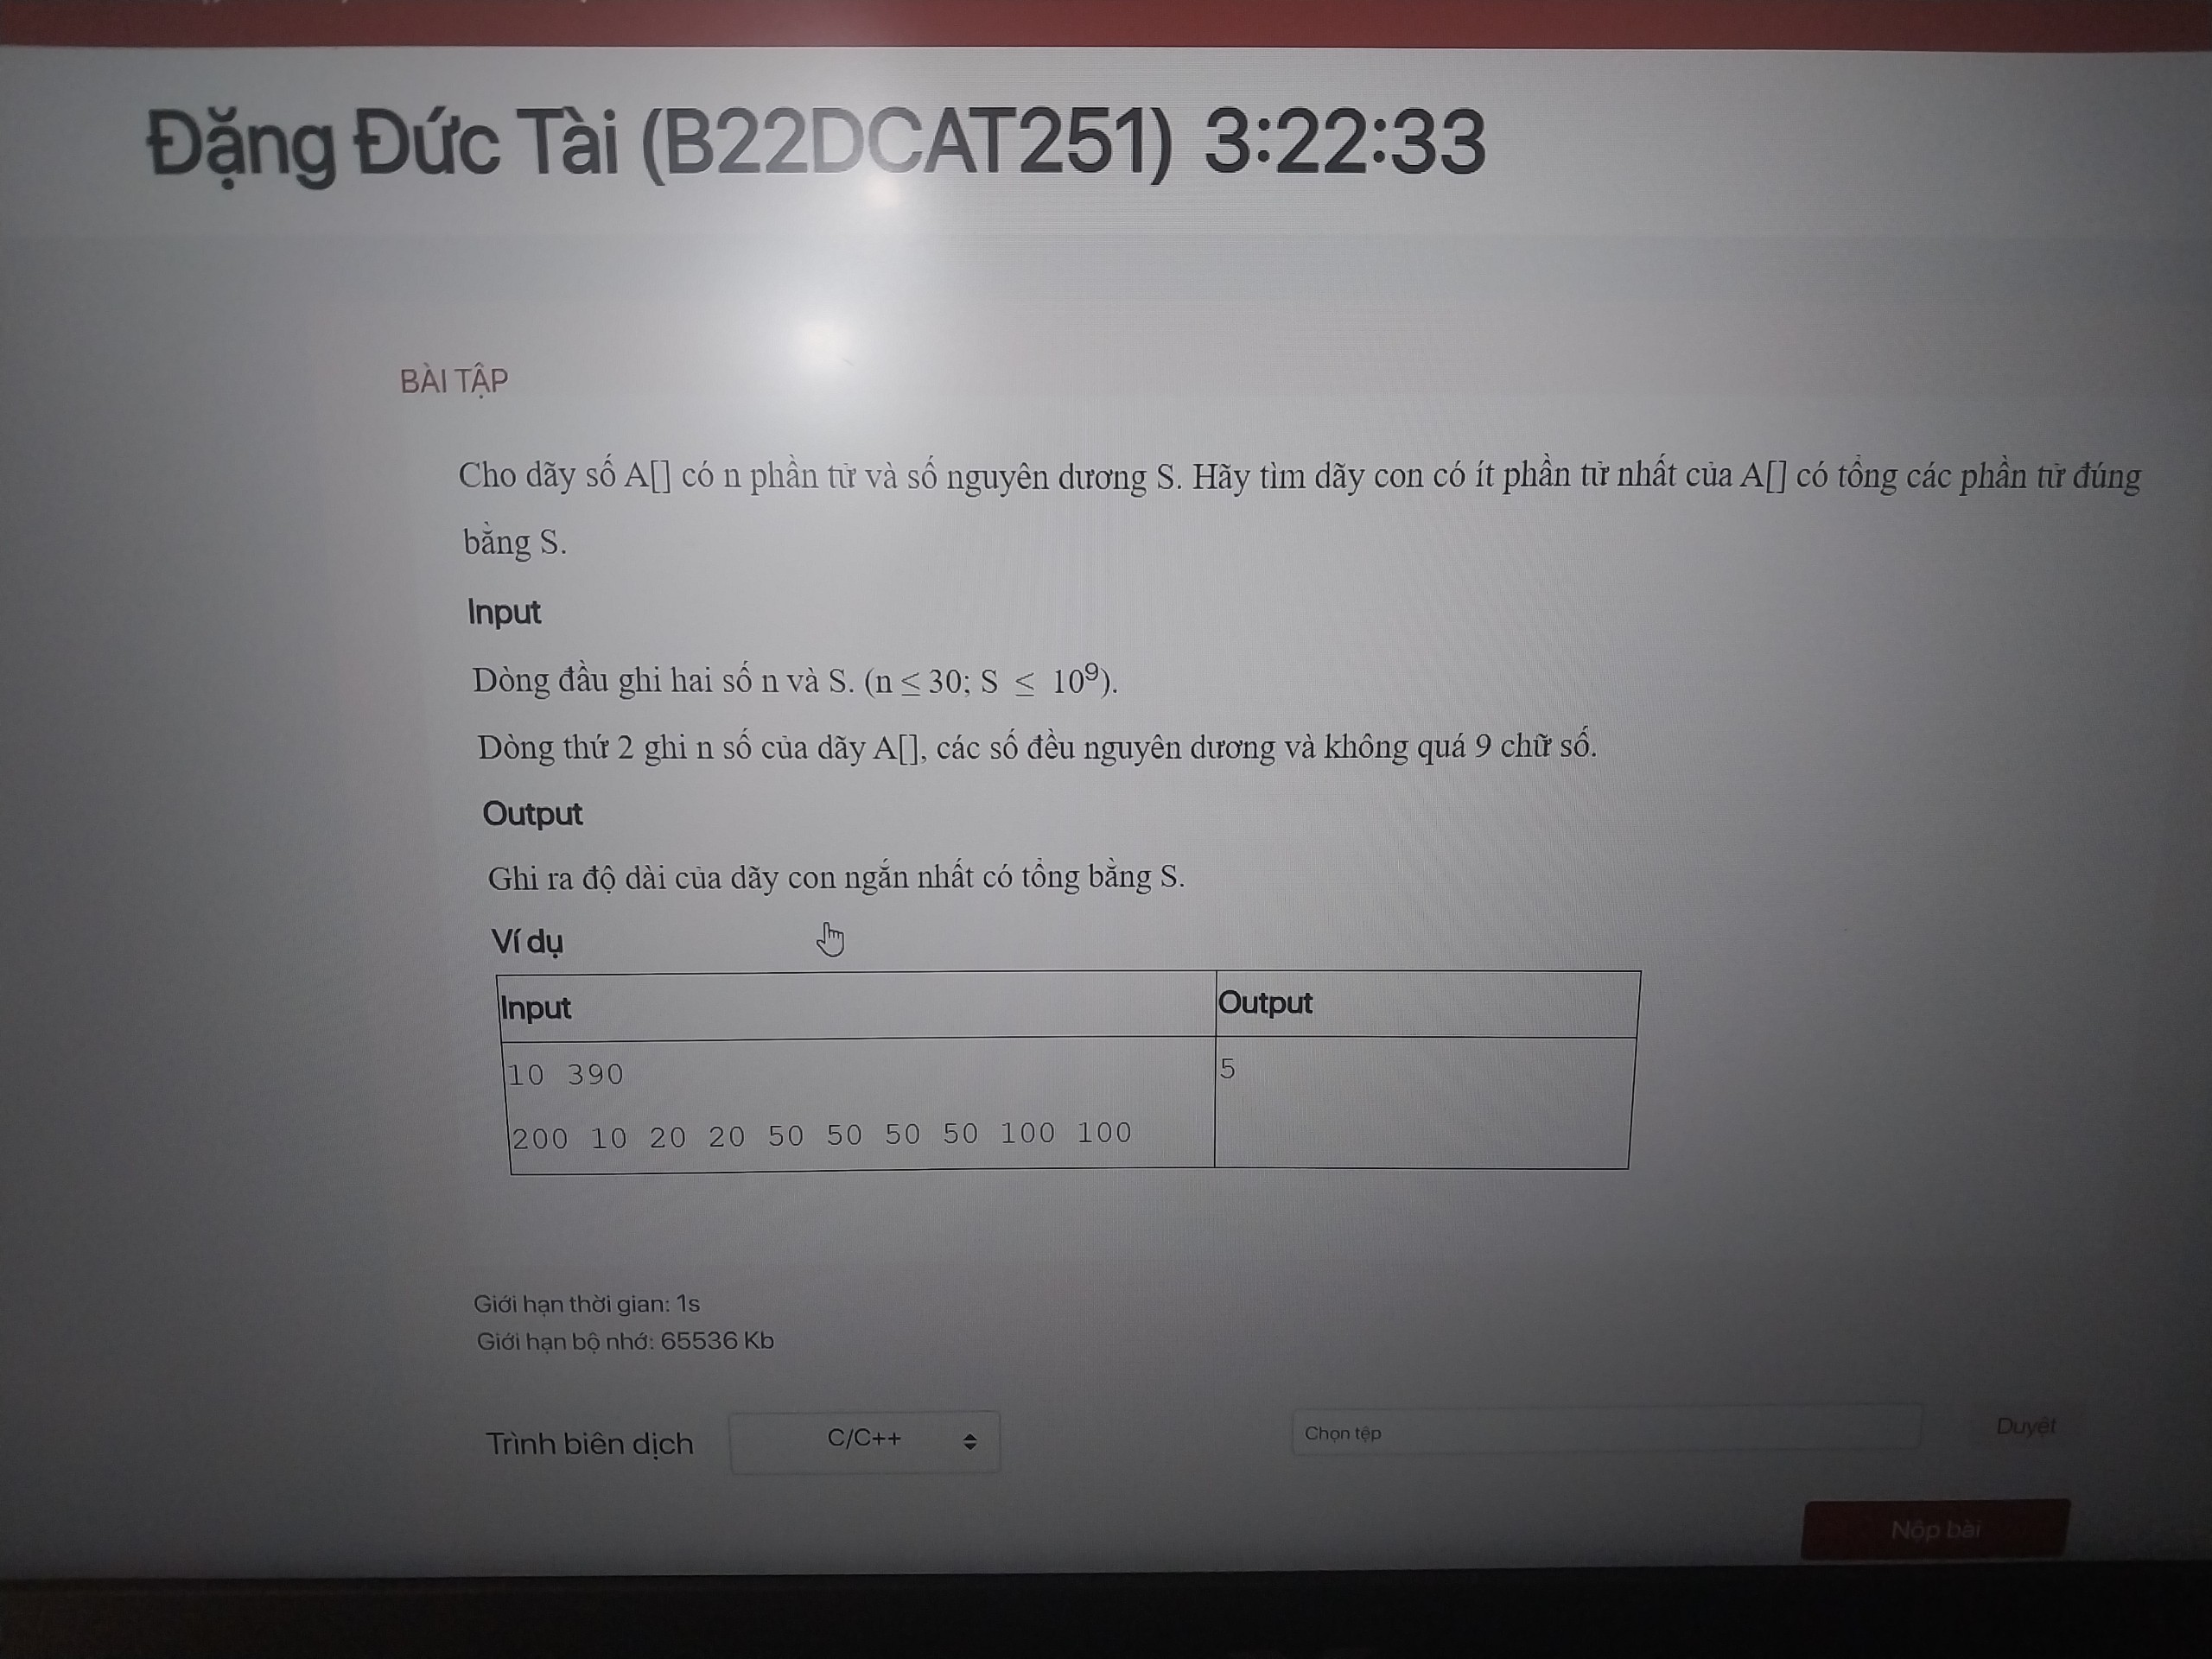 Đặng Đức Tài (B22DCAT251) 3:22:33
BÀI TẬP
Cho dãy số A[] có n phần tử và số nguyên dương S. Hãy tìm dãy con có ít phần tử nhất của A[] có tổng các phần tử đúng
bằng S.
Input
Dòng đầu ghi hai số n và S. (n ≤ 30; S ≤ 10⁹).
Dòng thứ 2 ghi n số của dãy A[], các số đều nguyên dương và không quá 9 chữ số.
Output
Ghi ra độ dài của dãy con ngắn nhất có tổng bằng S.
Ví dụ
Input Output
10 390 5
200 10 20 20 50 50 50 50 100 100
Giới hạn thời gian: 1s
Giới hạn bộ nhớ: 65536 Kb
Trình biên dịch C/C++ Chọn tệp Duyệt
Nộp bài